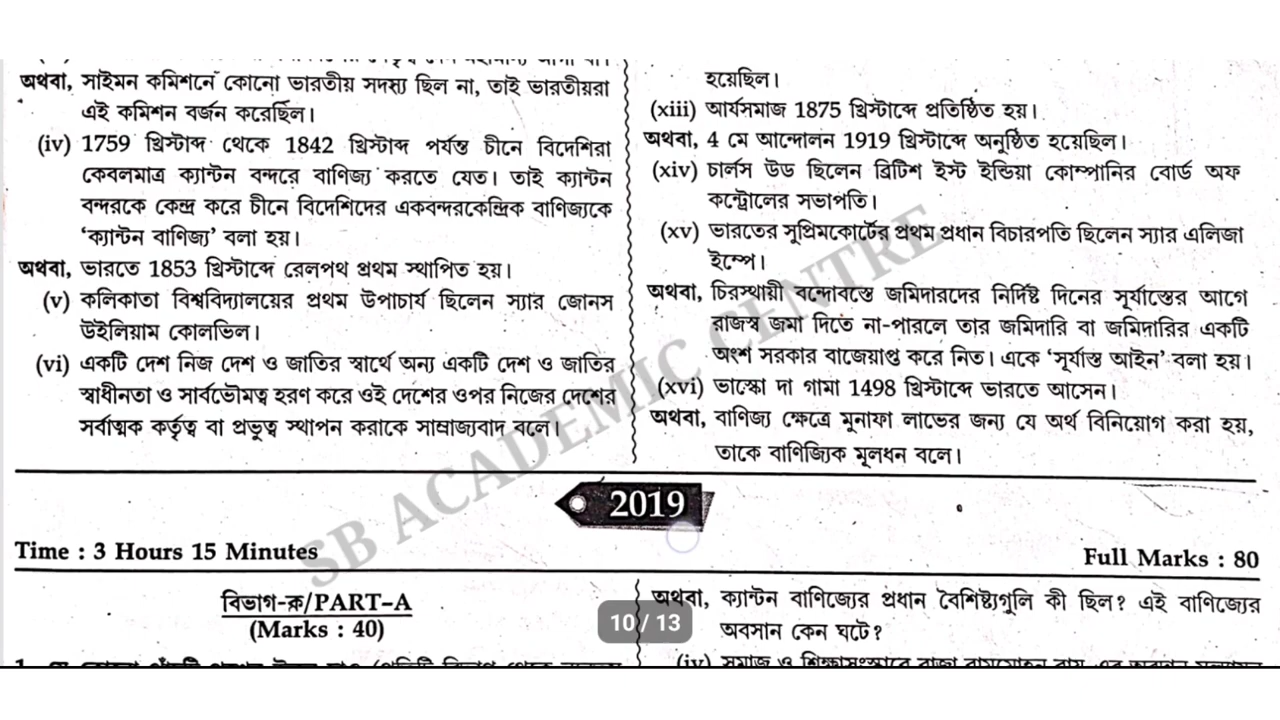 অথবা, সাইমন কমিশনে কোনো ভারতীয় সদস্য ছিল না, তাই ভারতীয়রা
এই কমিশন বর্জন করেছিল।
(iv) 1759 খ্রিস্টাব্দ থেকে 1842 খ্রিস্টাব্দ পর্যন্ত চীনে বিদেশিরা
কেবলমাত্র ক্যান্টন বন্দরে বাণিজ্য করতে যেত। তাই ক্যান্টন
বন্দরকে কেন্দ্র করে চীনে বিদেশিদের একবন্দরকেন্দ্রিক বাণিজ্যকে
‘ক্যান্টন বাণিজ্য’ বলা হয়।
অথবা, ভারতে 1853 খ্রিস্টাব্দে রেলপথ প্রথম স্থাপিত হয়।
(v) কলিকাতা বিশ্ববিদ্যালয়ের প্রথম উপাচার্য ছিলেন স্যার জোনস
উইলিয়াম কোলভিল।
(vi) একটি দেশ নিজ দেশ ও জাতির স্বার্থে অন্য একটি দেশ ও জাতির
স্বাধীনতা ও সার্বভৌমত্ব হরণ করে ওই দেশের ওপর নিজের দেশের
সর্বাত্মক কর্তৃত্ব বা প্রভুত্ব স্থাপন করাকে সাম্রাজ্যবাদ বলে।
হয়েছিল।
(xiii) আর্যসমাজ 1875 খ্রিস্টাব্দে প্রতিষ্ঠিত হয়।
অথবা, 4 মে আন্দোলন 1919 খ্রিস্টাব্দে অনুষ্ঠিত হয়েছিল।
(xiv) চার্লস উড ছিলেন ব্রিটিশ ইস্ট ইন্ডিয়া কোম্পানির বোর্ড অফ
কন্ট্রোলের সভাপতি।
(xv) ভারতের সুপ্রিমকোর্টের প্রথম প্রধান বিচারপতি ছিলেন স্যার এলিজা
ইম্পে।
অথবা, চিরস্থায়ী বন্দোবস্তে জমিদারদের নির্দিষ্ট দিনের সূর্যাস্তের আগে
রাজস্ব জমা দিতে না-পারলে তার জমিদারি বা জমিদারির একটি
অংশ সরকার বাজেয়াপ্ত করে নিত। একে ‘সূর্যাস্ত আইন’ বলা হয়।
(xvi) ভাস্কো দা গামা 1498 খ্রিস্টাব্দে ভারতে আসেন।
অথবা, বাণিজ্য ক্ষেত্রে মুনাফা লাভের জন্য যে অর্থ বিনিয়োগ করা হয়,
তাকে বাণিজ্যিক মূলধন বলে।
SB ACADEMIC CENTRE
2019
Time : 3 Hours 15 Minutes
Full Marks : 80
বিভাগ-ক/PART–A
(Marks : 40)
অথবা, ক্যান্টন বাণিজ্যের প্রধান বৈশিষ্ট্যগুলি কী ছিল? এই বাণিজ্যের
অবসান কেন ঘটে?
10 / 13